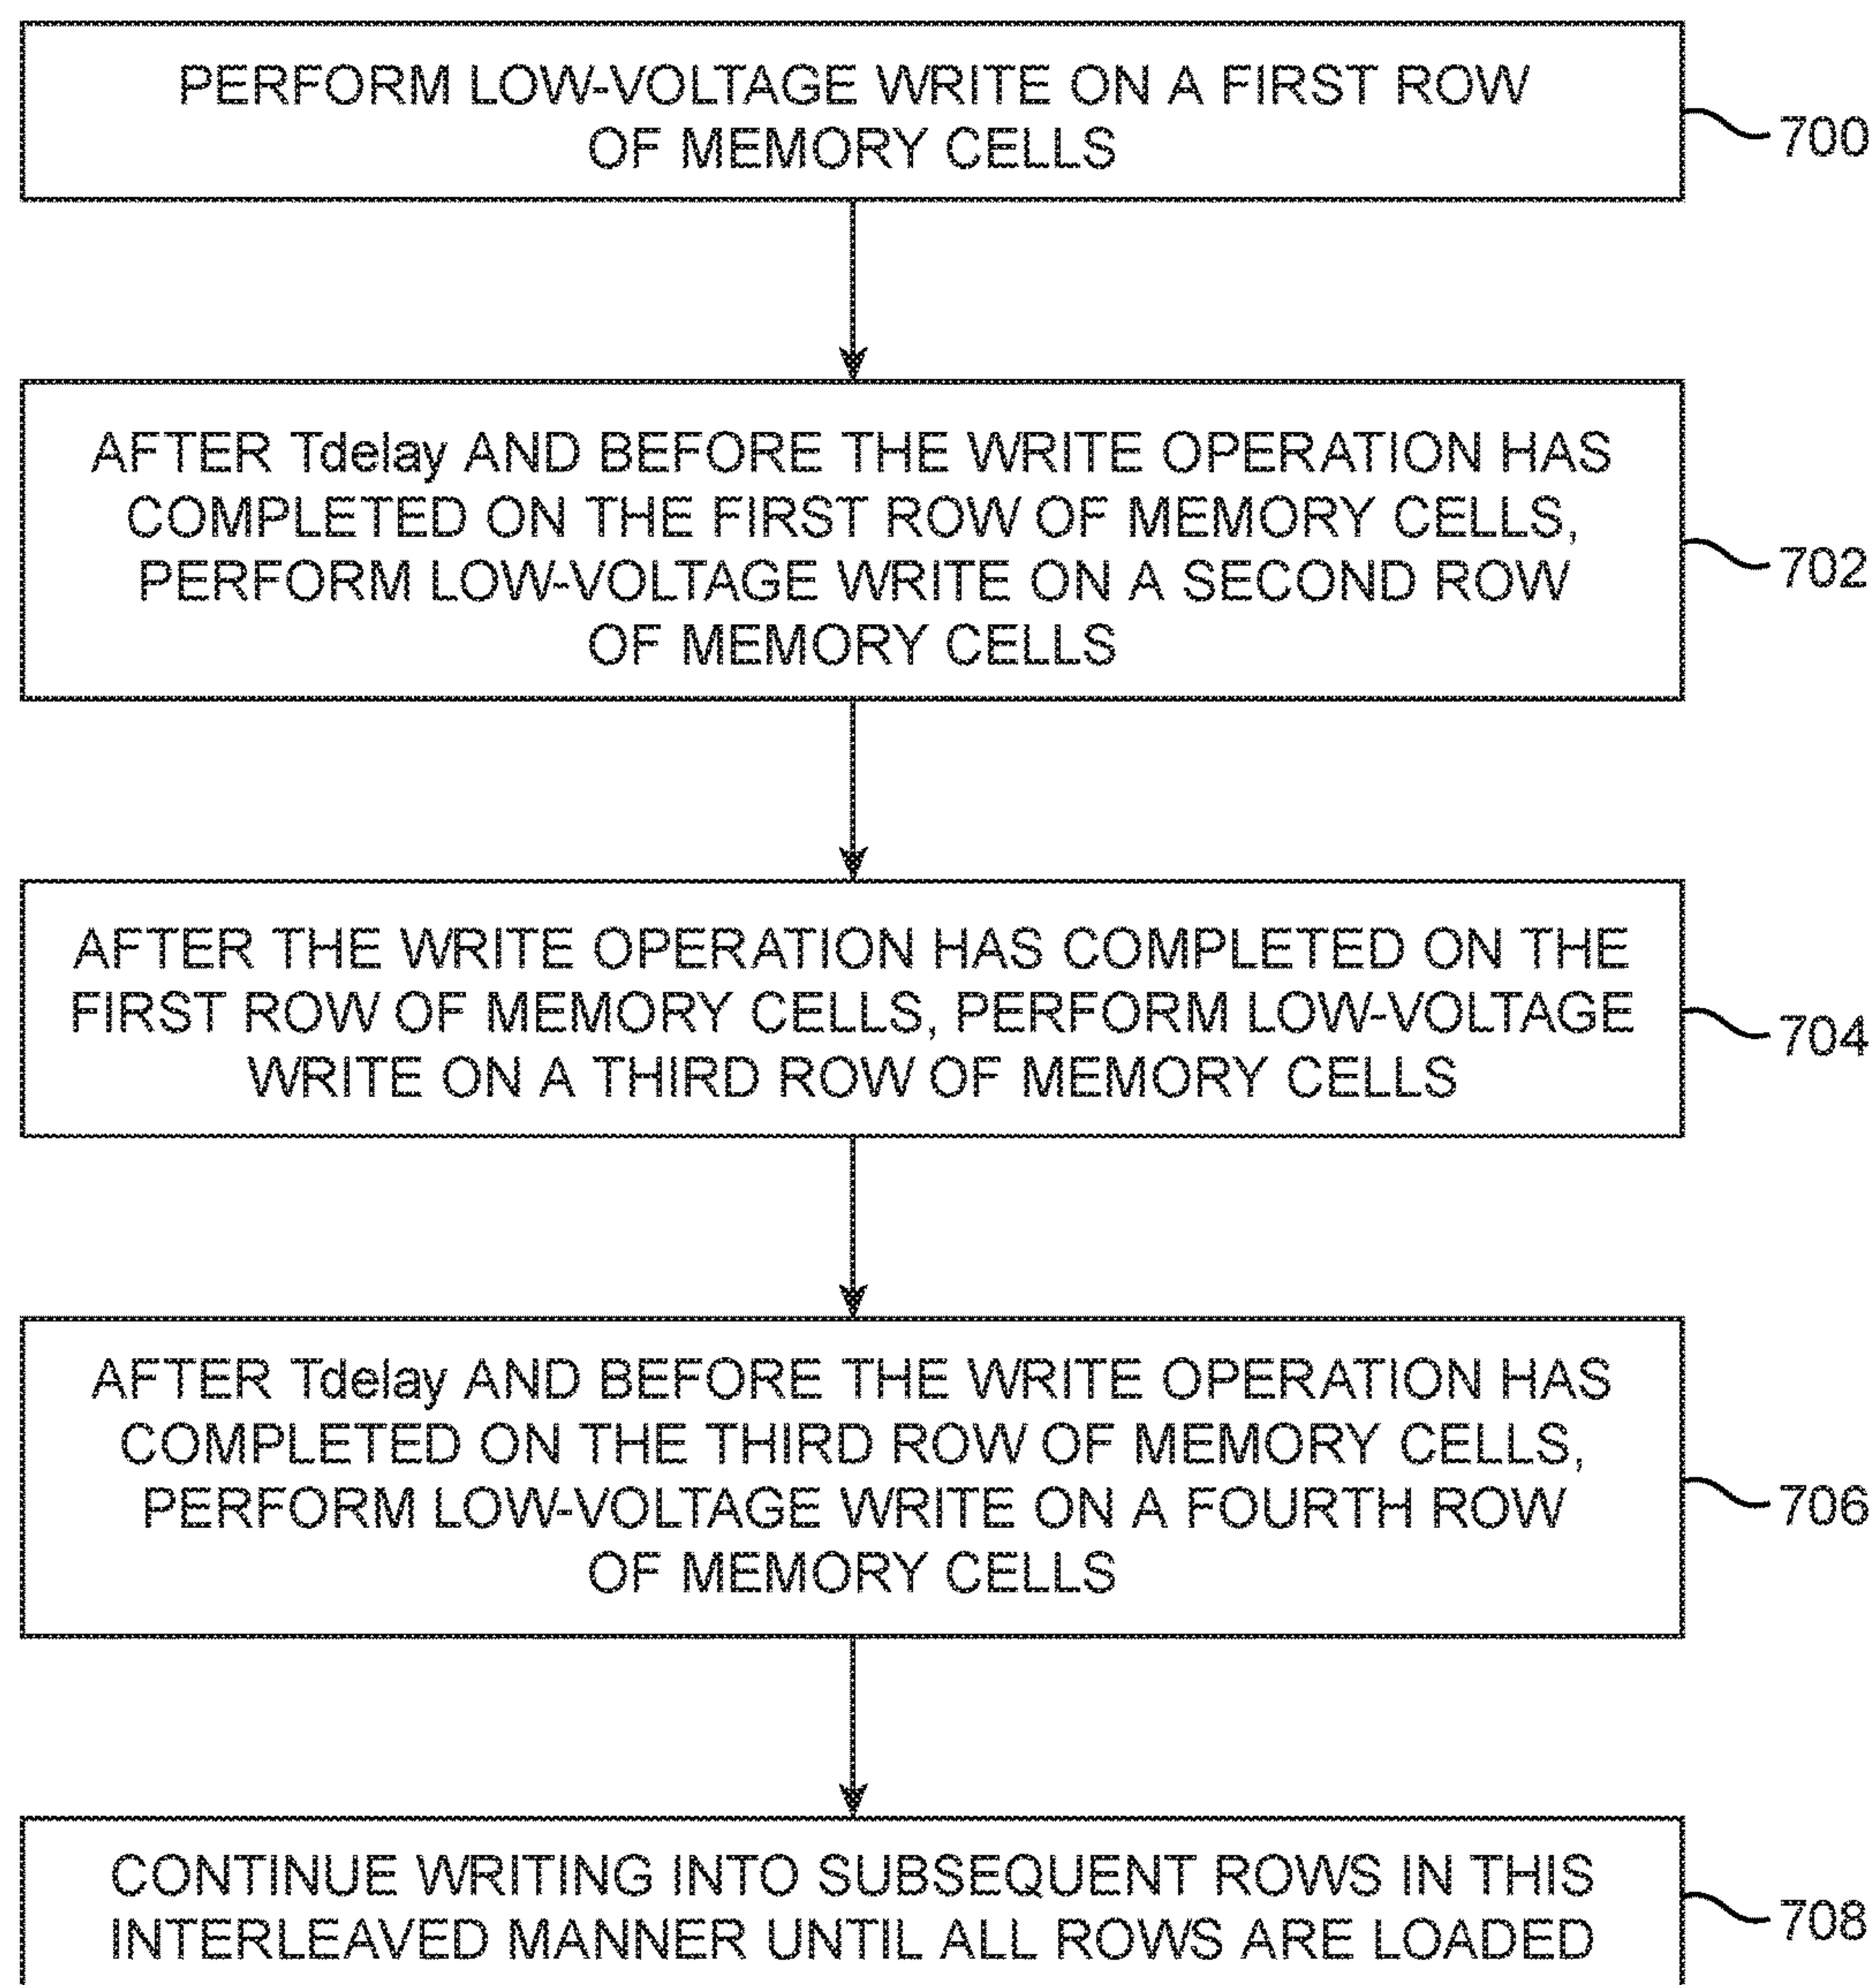 PERFORM LOW-VOLTAGE WRITE ON A FIRST ROW
OF MEMORY CELLS
700
AFTER Tdelay AND BEFORE THE WRITE OPERATION HAS
COMPLETED ON THE FIRST ROW OF MEMORY CELLS,
PERFORM LOW-VOLTAGE WRITE ON A SECOND ROW
OF MEMORY CELLS
702
AFTER THE WRITE OPERATION HAS COMPLETED ON THE
FIRST ROW OF MEMORY CELLS, PERFORM LOW-VOLTAGE
WRITE ON A THIRD ROW OF MEMORY CELLS
704
AFTER Tdelay AND BEFORE THE WRITE OPERATION HAS
COMPLETED ON THE THIRD ROW OF MEMORY CELLS,
PERFORM LOW-VOLTAGE WRITE ON A FOURTH ROW
OF MEMORY CELLS
706
CONTINUE WRITING INTO SUBSEQUENT ROWS IN THIS
INTERLEAVED MANNER UNTIL ALL ROWS ARE LOADED
708